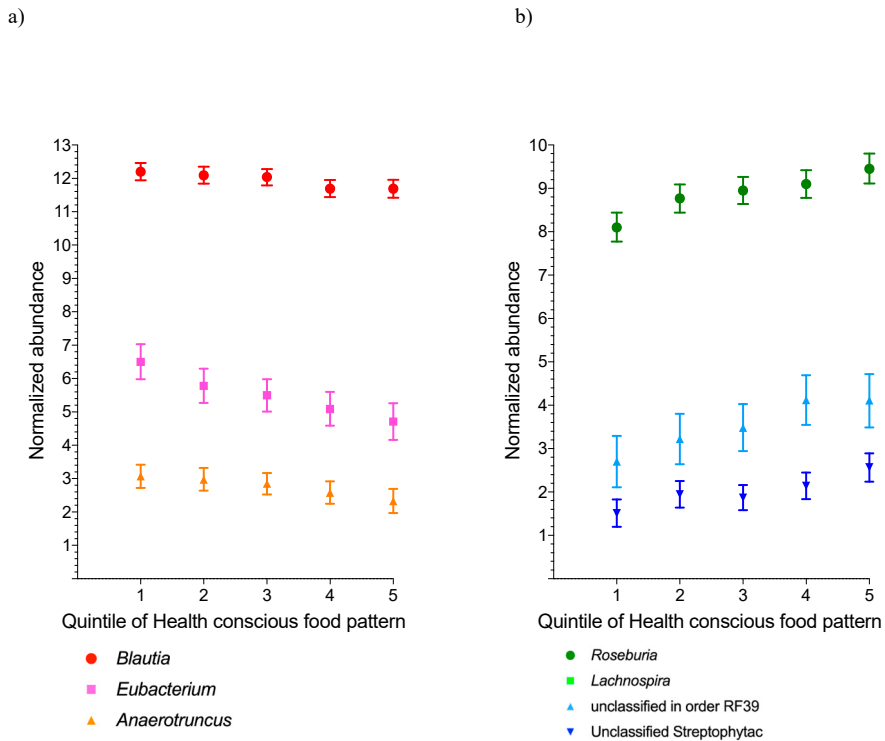 a)
b)
13
12
11
10
9
8
7
6
5
4
3
2
1
Normalized abundance
1 2 3 4 5
Quintile of Health conscious food pattern
Blautia
Eubacterium
Anaerotruncus
10
9
8
7
6
5
4
3
2
1
Normalized abundance
1 2 3 4 5
Quintile of Health conscious food pattern
Roseburia
Lachnospira
unclassified in order RF39
Unclassified Streptophytac